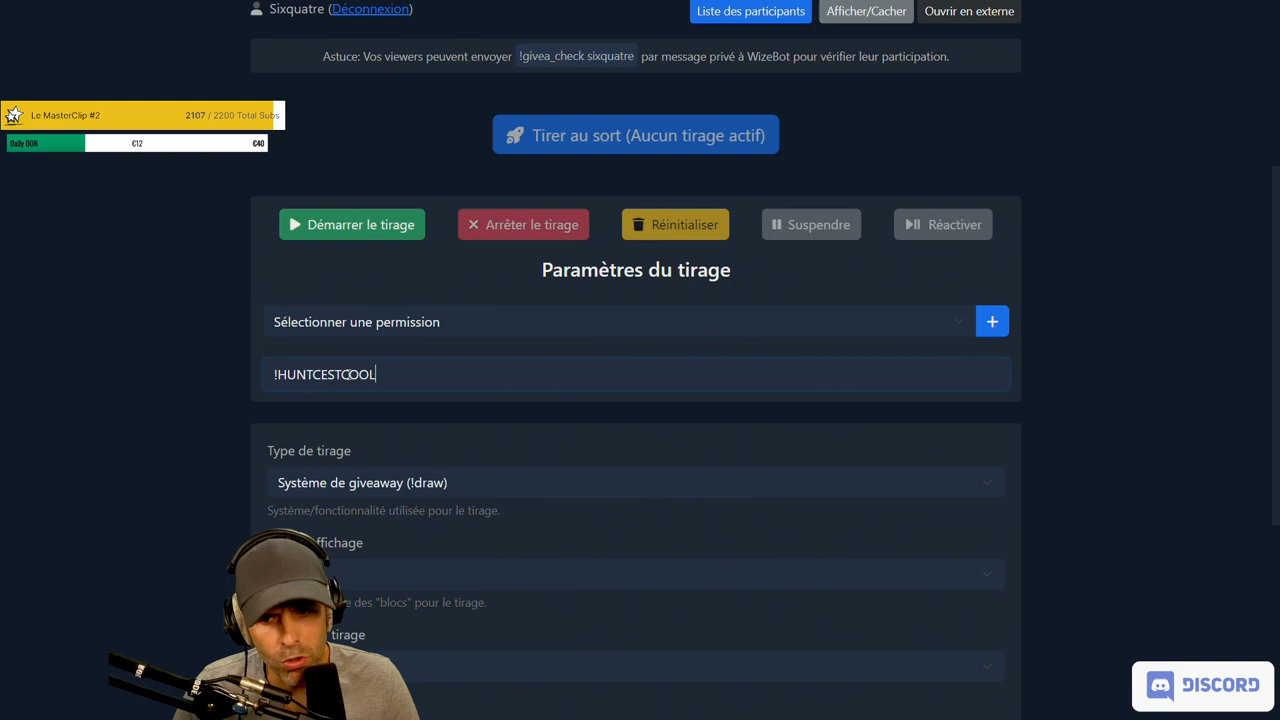 Sixquatre (Déconnexion)
Liste des participants
Afficher/Cacher
Ouvrir en externe
Astuce: Vos viewers peuvent envoyer !givea_check sixquatre par message privé à WizeBot pour vérifier leur participation.
Le MasterClip #2
2107 / 2200 Total Subs
Daily DON
€12
€40
Tirer au sort (Aucun tirage actif)
Démarrer le tirage
Arrêter le tirage
Réinitialiser
Suspendre
Réactiver
Paramètres du tirage
Sélectionner une permission
!HUNTCESTCOOL
Type de tirage
Système de giveaway (!draw)
Système/fonctionnalité utilisée pour le tirage.
affichage
des "blocs" pour le tirage.
tirage
DISCORD